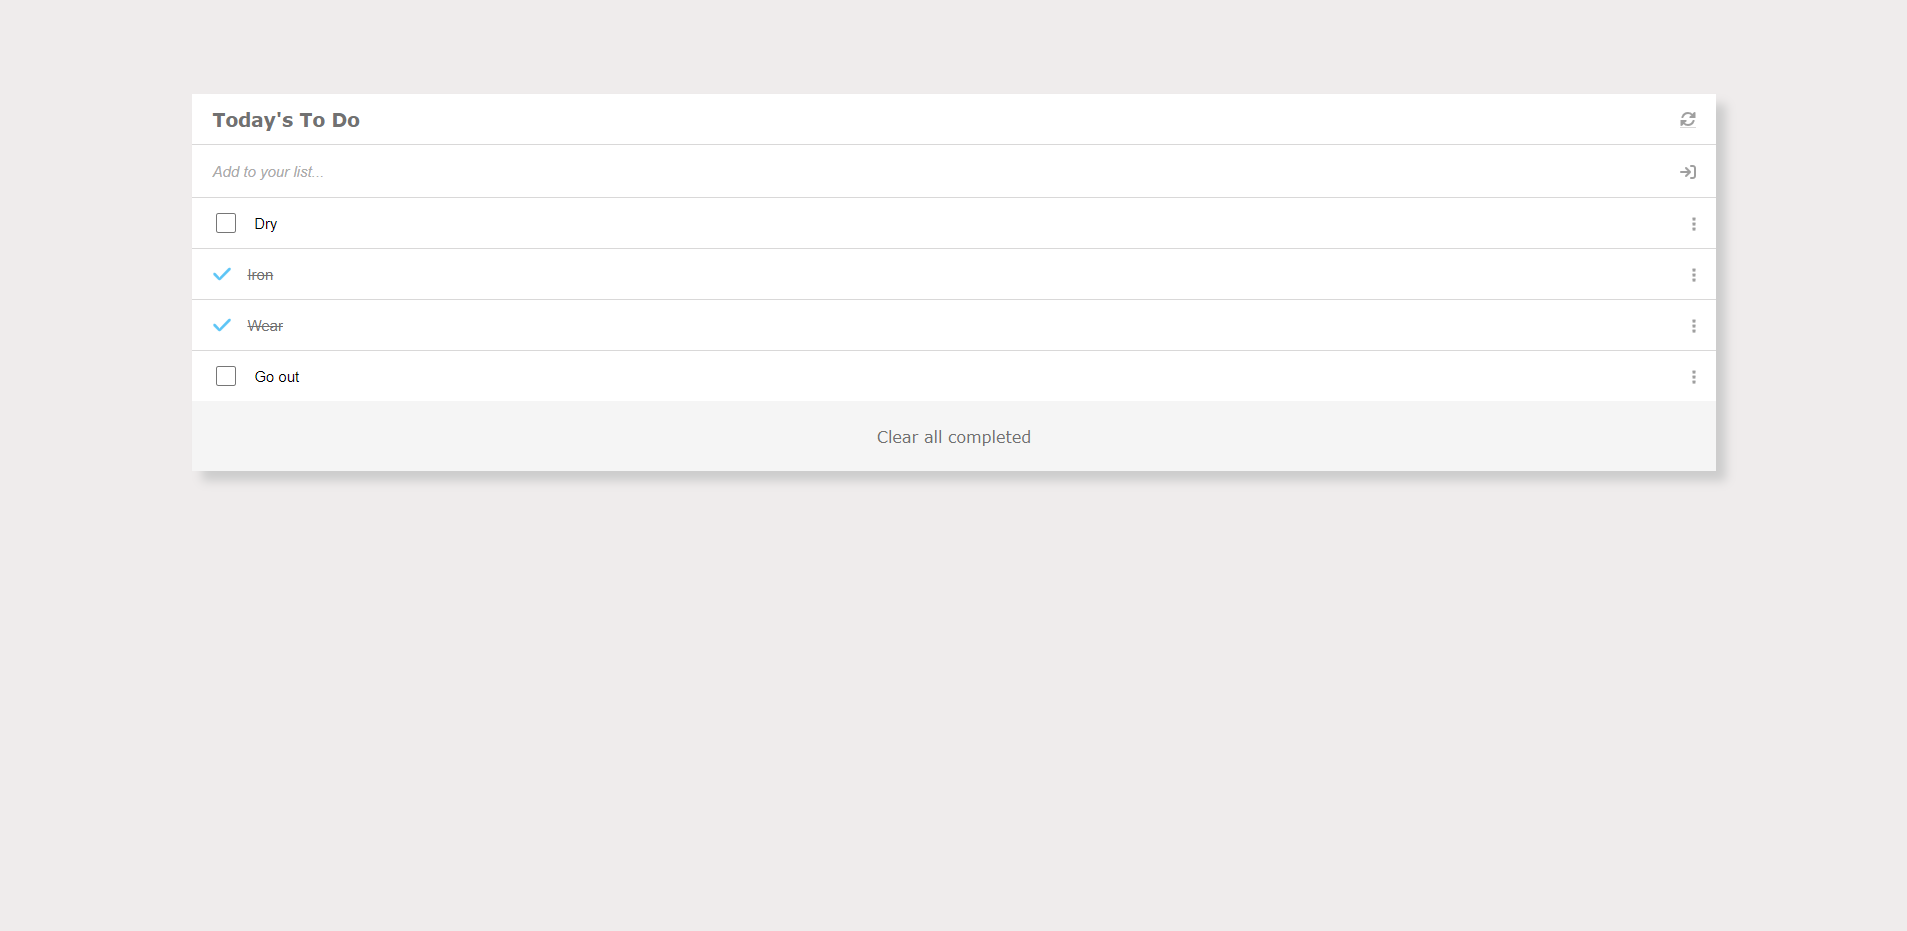 Today's To Do
Add to your list...
Dry
Iron
Wear
Go out
Clear all completed